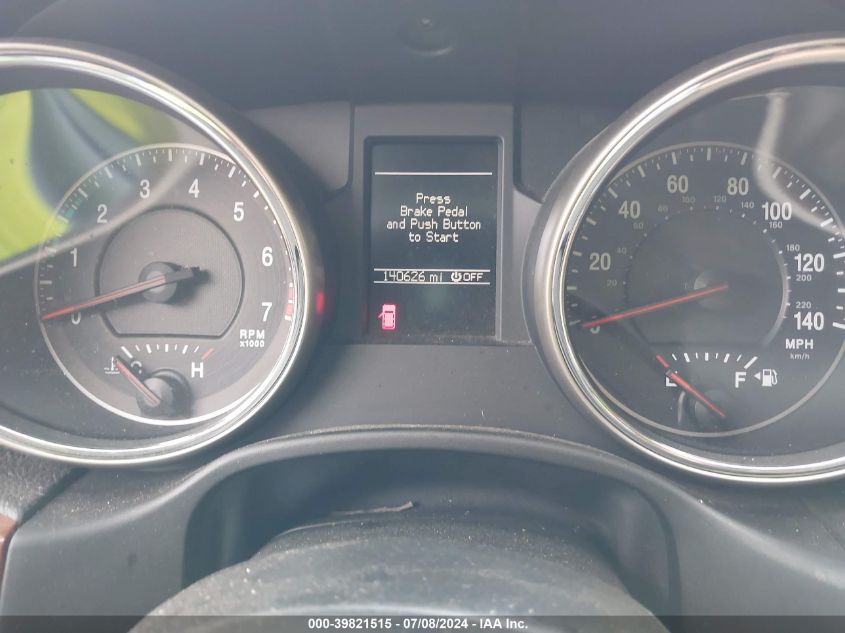 Press
Brake Pedal
and Push Button
to Start
140626 mi OFF
0 1 2 3 4 5 6 7
RPM
x1000
C H
0 20 40 60 80 100 120 140
20 40 60 80 100 120 140 160 180 200 220
MPH
km/h
E F
000-39821515 - 07/08/2024 - IAA Inc.